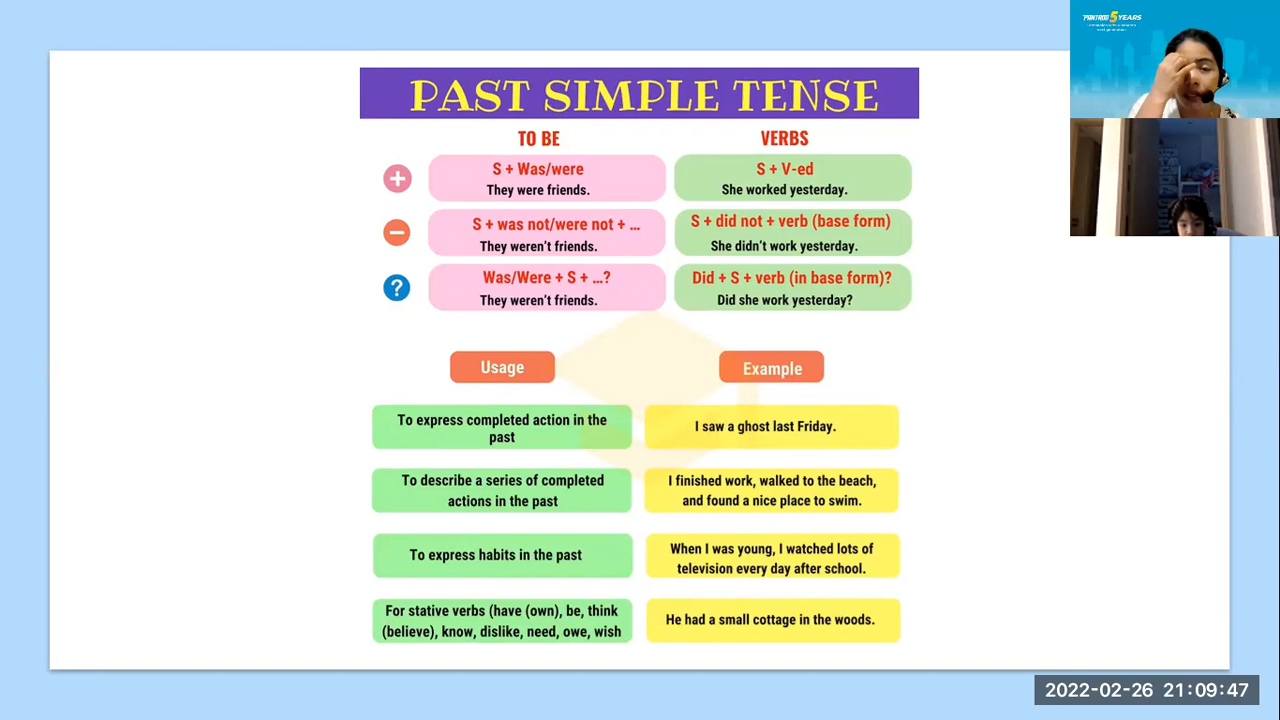 PAST SIMPLE TENSE
TO BE
VERBS
S + Was/were
They were friends.
S + V-ed
She worked yesterday.
S + was not/were not + …
They weren't friends.
S + did not + verb (base form)
She didn't work yesterday.
?
Was/Were + S + …?
They weren't friends.
Did + S + verb (in base form)?
Did she work yesterday?
Usage
Example
To express completed action in the
past
I saw a ghost last Friday.
To describe a series of completed
actions in the past
I finished work, walked to the beach,
and found a nice place to swim.
To express habits in the past
When I was young, I watched lots of
television every day after school.
For stative verbs (have (own), be, think
(believe), know, dislike, need, owe, wish
He had a small cottage in the woods.
5 YEARS
2022-02-26 21:09:47